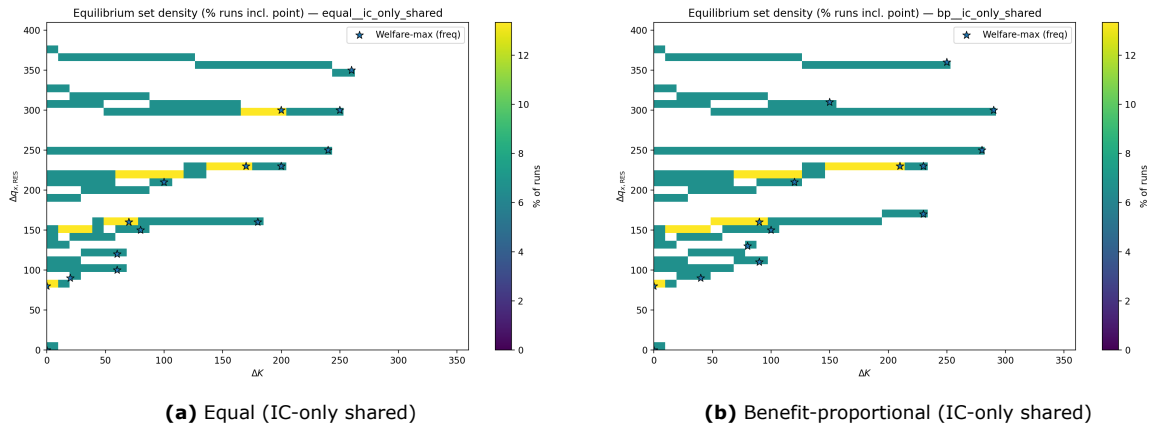 Equilibrium set density (% runs incl. point) — equal__ic_only_shared
Welfare-max (freq)
400
350
300
250
200
150
100
50
0
Δq_{x, RES}
0 50 100 150 200 250 300 350
ΔK
12
10
8
6
4
2
0
% of runs
(a) Equal (IC-only shared)
Equilibrium set density (% runs incl. point) — bp__ic_only_shared
Welfare-max (freq)
400
350
300
250
200
150
100
50
0
Δq_{x, RES}
0 50 100 150 200 250 300 350
ΔK
12
10
8
6
4
2
0
% of runs
(b) Benefit-proportional (IC-only shared)